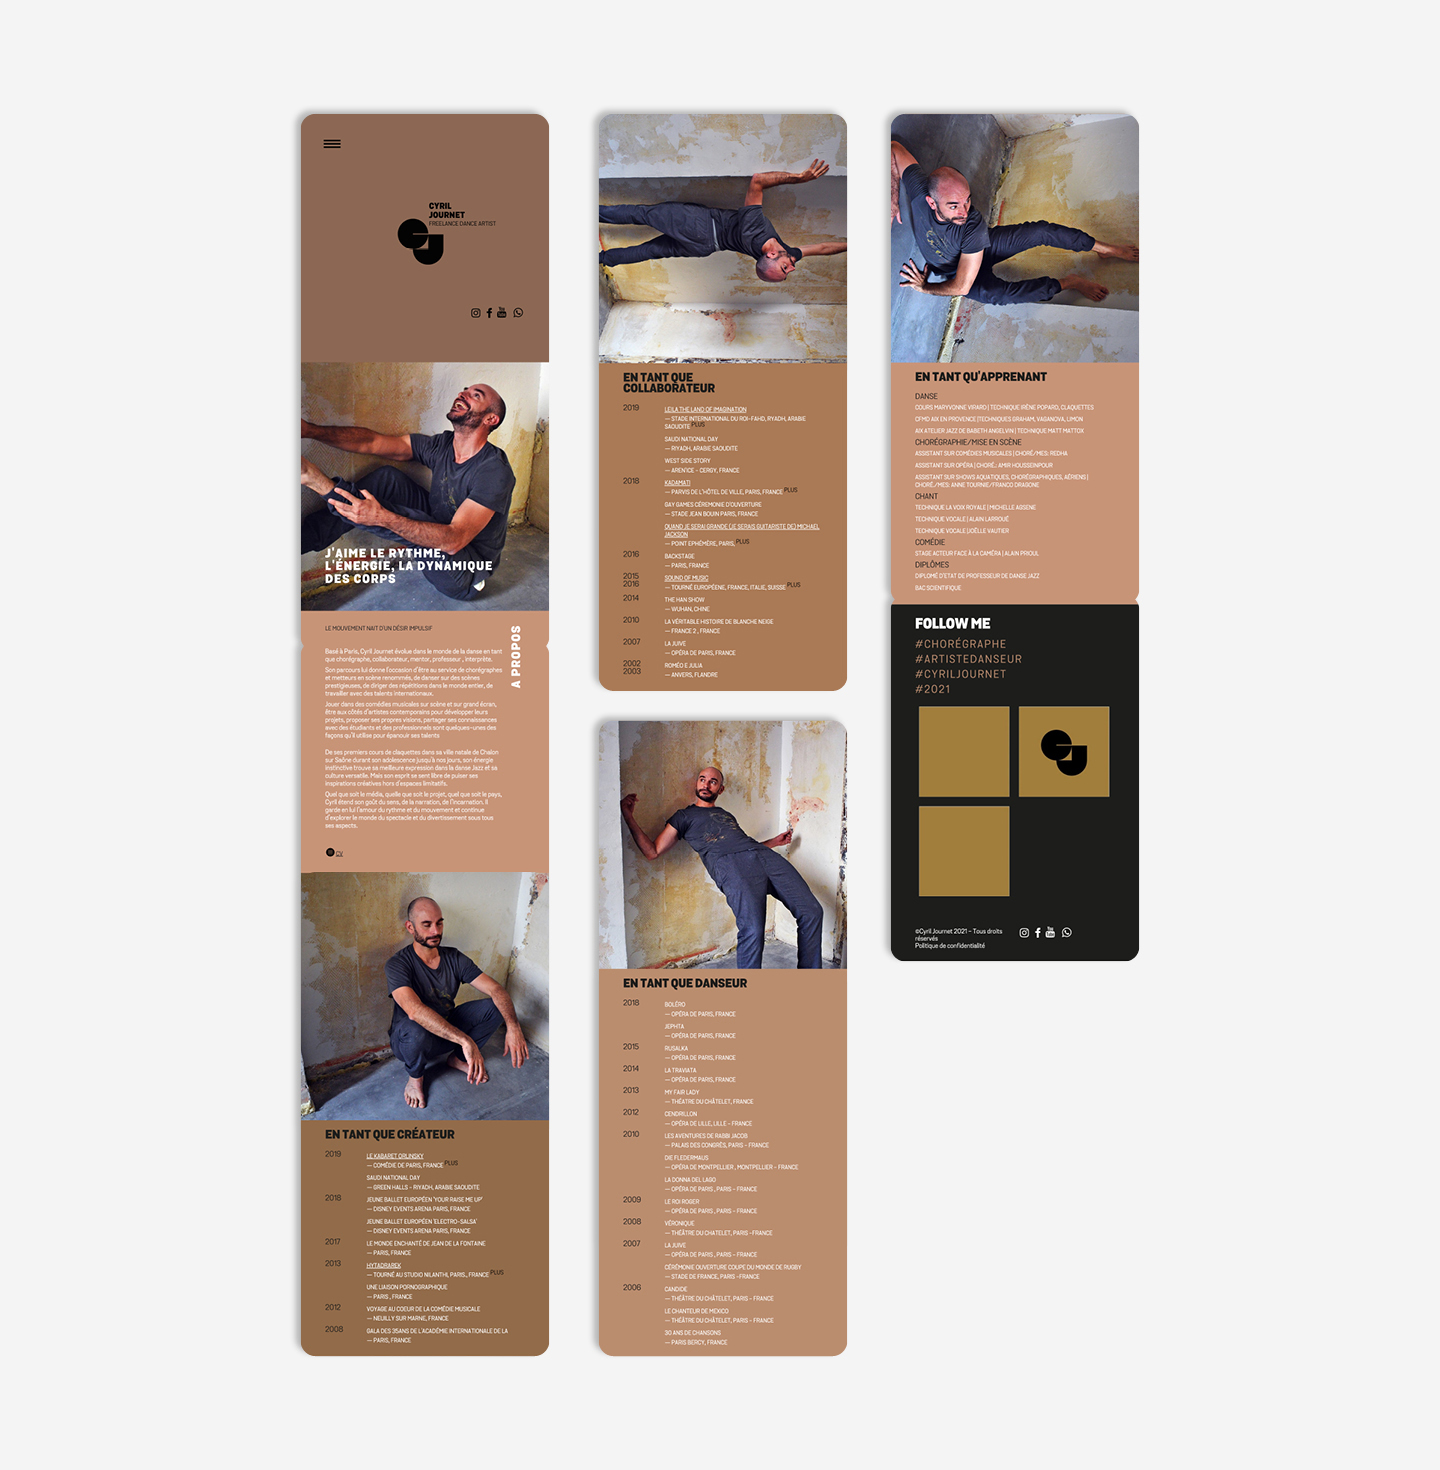 CYRIL
JOURNET
FREELANCE DANCE ARTIST
J'AIME LE RYTHME,
L'ÉNERGIE, LA DYNAMIQUE
DES CORPS
LE MOUVEMENT NAIT D'UN DÉSIR IMPULSIF
A PROPOS
Basé à Paris, Cyril Journet évolue dans le monde de la danse en tant
que chorégraphe, collaborateur, mentor, professeur , interprète.
Son parcours lui donne l'occasion d'être au service de chorégraphes
et metteurs en scène renommés, de danser sur des scènes
prestigieuses, de diriger des répétitions dans le monde entier, de
travailler avec des talents internationaux.
Jouer dans des comédies musicales sur scène et sur grand écran,
être aux côtés d'artistes contemporains pour développer leurs
projets, proposer ses propres visions, partager ses connaissances
avec des étudiants et des professionnels sont quelques-unes des
façons qu'il utilise pour épanouir ses talents
De ses premiers cours de claquettes dans sa ville natale de Chalon
sur Saône durant son adolescence jusqu'à nos jours, son énergie
instinctive trouve sa meilleure expression dans la danse Jazz et sa
culture versatile. Mais son esprit se sent libre de puiser ses
inspirations créatives hors d'espaces limitatifs.
Quel que soit le média, quelle que soit le projet, quel que soit le pays,
Cyril étend son goût du sens, de la narration, de l'incarnation. Il
garde en lui l'amour du rythme et du mouvement et continue
d'explorer le monde du spectacle et du divertissement sous tous
ses aspects.
CV
EN TANT QUE CRÉATEUR
2019 LE KABARET ORLINSKY
— COMÉDIE DE PARIS, FRANCE PLUS
SAUDI NATIONAL DAY
— GREEN HALLS - RIYADH, ARABIE SAOUDITE
2018 JEUNE BALLET EUROPÉEN 'YOUR RAISE ME UP'
— DISNEY EVENTS ARENA PARIS, FRANCE
JEUNE BALLET EUROPÉEN 'ELECTRO-SALSA'
— DISNEY EVENTS ARENA PARIS, FRANCE
2017 LE MONDE ENCHANTÉ DE JEAN DE LA FONTAINE
— PARIS, FRANCE
2013 HYTADRAREK
— TOURNÉ AU STUDIO NILANTHI, PARIS,, FRANCE PLUS
UNE LIAISON PORNOGRAPHIQUE
— PARIS , FRANCE
2012 VOYAGE AU COEUR DE LA COMÉDIE MUSICALE
— NEUILLY SUR MARNE, FRANCE
2008 GALA DES 35ANS DE L'ACADÉMIE INTERNATIONALE DE LA
— PARIS, FRANCE
EN TANT QUE
COLLABORATEUR
2019 LEILA THE LAND OF IMAGINATION
— STADE INTERNATIONAL DU ROI-FAHD, RYADH, ARABIE
SAOUDITE PLUS
SAUDI NATIONAL DAY
— RIYADH, ARABIE SAOUDITE
WEST SIDE STORY
— AREN'ICE - CERGY, FRANCE
2018 KADAMATI
— PARVIS DE L'HÔTEL DE VILLE, PARIS, FRANCE PLUS
GAY GAMES CÉREMONIE D'OUVERTURE
— STADE JEAN BOUIN PARIS, FRANCE
QUAND JE SERAI GRANDE (JE SERAIS GUITARISTE DE) MICHAEL
JACKSON
— POINT EPHÉMÈRE, PARIS, PLUS
2016 BACKSTAGE
— PARIS, FRANCE
2015 SOUND OF MUSIC
2016 — TOURNÉ EUROPÉENE, FRANCE, ITALIE, SUISSE PLUS
2014 THE HAN SHOW
— WUHAN, CHINE
2010 LA VÉRITABLE HISTOIRE DE BLANCHE NEIGE
— FRANCE 2 , FRANCE
2007 LA JUIVE
— OPÉRA DE PARIS, FRANCE
2002 ROMÉO E JULIA
2003 — ANVERS, FLANDRE
EN TANT QUE DANSEUR
2018 BOLÉRO
— OPÉRA DE PARIS, FRANCE
JEPHTA
— OPÉRA DE PARIS, FRANCE
2015 RUSALKA
— OPÉRA DE PARIS, FRANCE
2014 LA TRAVIATA
— OPÉRA DE PARIS, FRANCE
2013 MY FAIR LADY
— THÉATRE DU CHÂTELET, FRANCE
2012 CENDRILLON
— OPÉRA DE LILLE, LILLE - FRANCE
2010 LES AVENTURES DE RABBI JACOB
— PALAIS DES CONGRÈS, PARIS - FRANCE
DIE FLEDERMAUS
— OPÉRA DE MONTPELLIER , MONTPELLIER - FRANCE
LA DONNA DEL LAGO
— OPÉRA DE PARIS , PARIS - FRANCE
2009 LE ROI ROGER
— OPÉRA DE PARIS , PARIS - FRANCE
2008 VÉRONIQUE
— THÉÂTRE DU CHATELET, PARIS -FRANCE
2007 LA JUIVE
— OPÉRA DE PARIS , PARIS - FRANCE
CÉRÉMONIE OUVERTURE COUPE DU MONDE DE RUGBY
— STADE DE FRANCE, PARIS -FRANCE
2006 CANDIDE
— THÉÂTRE DU CHÂTELET, PARIS - FRANCE
LE CHANTEUR DE MEXICO
— THÉÂTRE DU CHÂTELET, PARIS - FRANCE
30 ANS DE CHANSONS
— PARIS BERCY, FRANCE
EN TANT QU'APPRENANT
DANSE
COURS MARYVONNE VIRARD | TECHNIQUE IRÈNE POPARD, CLAQUETTES
CFMD AIX EN PROVENCE |TECHNIQUES GRAHAM, VAGANOVA, LIMON
AIX ATELIER JAZZ DE BABETH ANGELVIN | TECHNIQUE MATT MATTOX
CHORÉGRAPHIE/MISE EN SCÈNE
ASSISTANT SUR COMÉDIES MUSICALES | CHORÉ/MES: REDHA
ASSISTANT SUR OPÉRA | CHORÉ.: AMIR HOUSSEINPOUR
ASSISTANT SUR SHOWS AQUATIQUES, CHORÉGRAPHIQUES, AÉRIENS |
CHORÉ./MES: ANNE TOURNIE/FRANCO DRAGONE
CHANT
TECHNIQUE LA VOIX ROYALE | MICHELLE ABSENE
TECHNIQUE VOCALE | ALAIN LARROUÉ
TECHNIQUE VOCALE |JOËLLE VAUTIER
COMÉDIE
STAGE ACTEUR FACE À LA CAMÉRA | ALAIN PRIOUL
DIPLÔMES
DIPLOMÉ D'ETAT DE PROFESSEUR DE DANSE JAZZ
BAC SCIENTIFIQUE
FOLLOW ME
#CHORÉGRAPHE
#ARTISTEDANSEUR
#CYRILJOURNET
#2021
©Cyril Journet 2021 - Tous droits
réservés
Politique de confidentialité